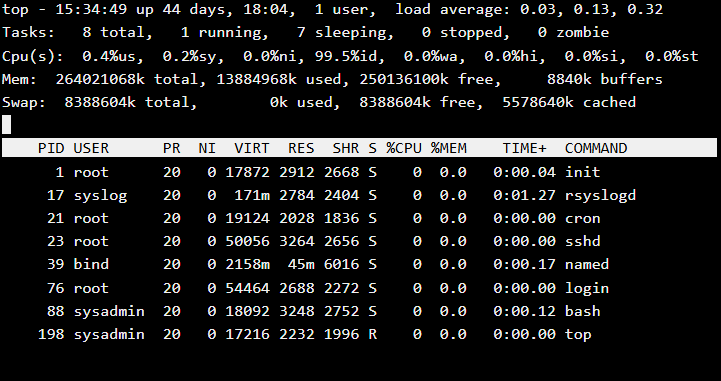 top - 15:34:49 up 44 days, 18:04,  1 user,  load average: 0.03, 0.13, 0.32
Tasks:   8 total,   1 running,   7 sleeping,   0 stopped,   0 zombie
Cpu(s):  0.4%us,  0.2%sy,  0.0%ni, 99.5%id,  0.0%wa,  0.0%hi,  0.0%si,  0.0%st
Mem:  264021068k total, 13884968k used, 250136100k free,     8840k buffers
Swap:  8388604k total,        0k used,  8388604k free,  5578640k cached
PID USER      PR  NI  VIRT  RES  SHR S %CPU %MEM    TIME+  COMMAND
1 root      20   0 17872 2912 2668 S    0  0.0   0:00.04 init
17 syslog    20   0  171m 2784 2404 S    0  0.0   0:01.27 rsyslogd
21 root      20   0 19124 2028 1836 S    0  0.0   0:00.00 cron
23 root      20   0 50056 3264 2656 S    0  0.0   0:00.00 sshd
39 bind      20   0 2158m  45m 6016 S    0  0.0   0:00.17 named
76 root      20   0 54464 2688 2272 S    0  0.0   0:00.00 login
88 sysadmin  20   0 18092 3248 2752 S    0  0.0   0:00.12 bash
198 sysadmin  20   0 17216 2232 1996 R    0  0.0   0:00.00 top